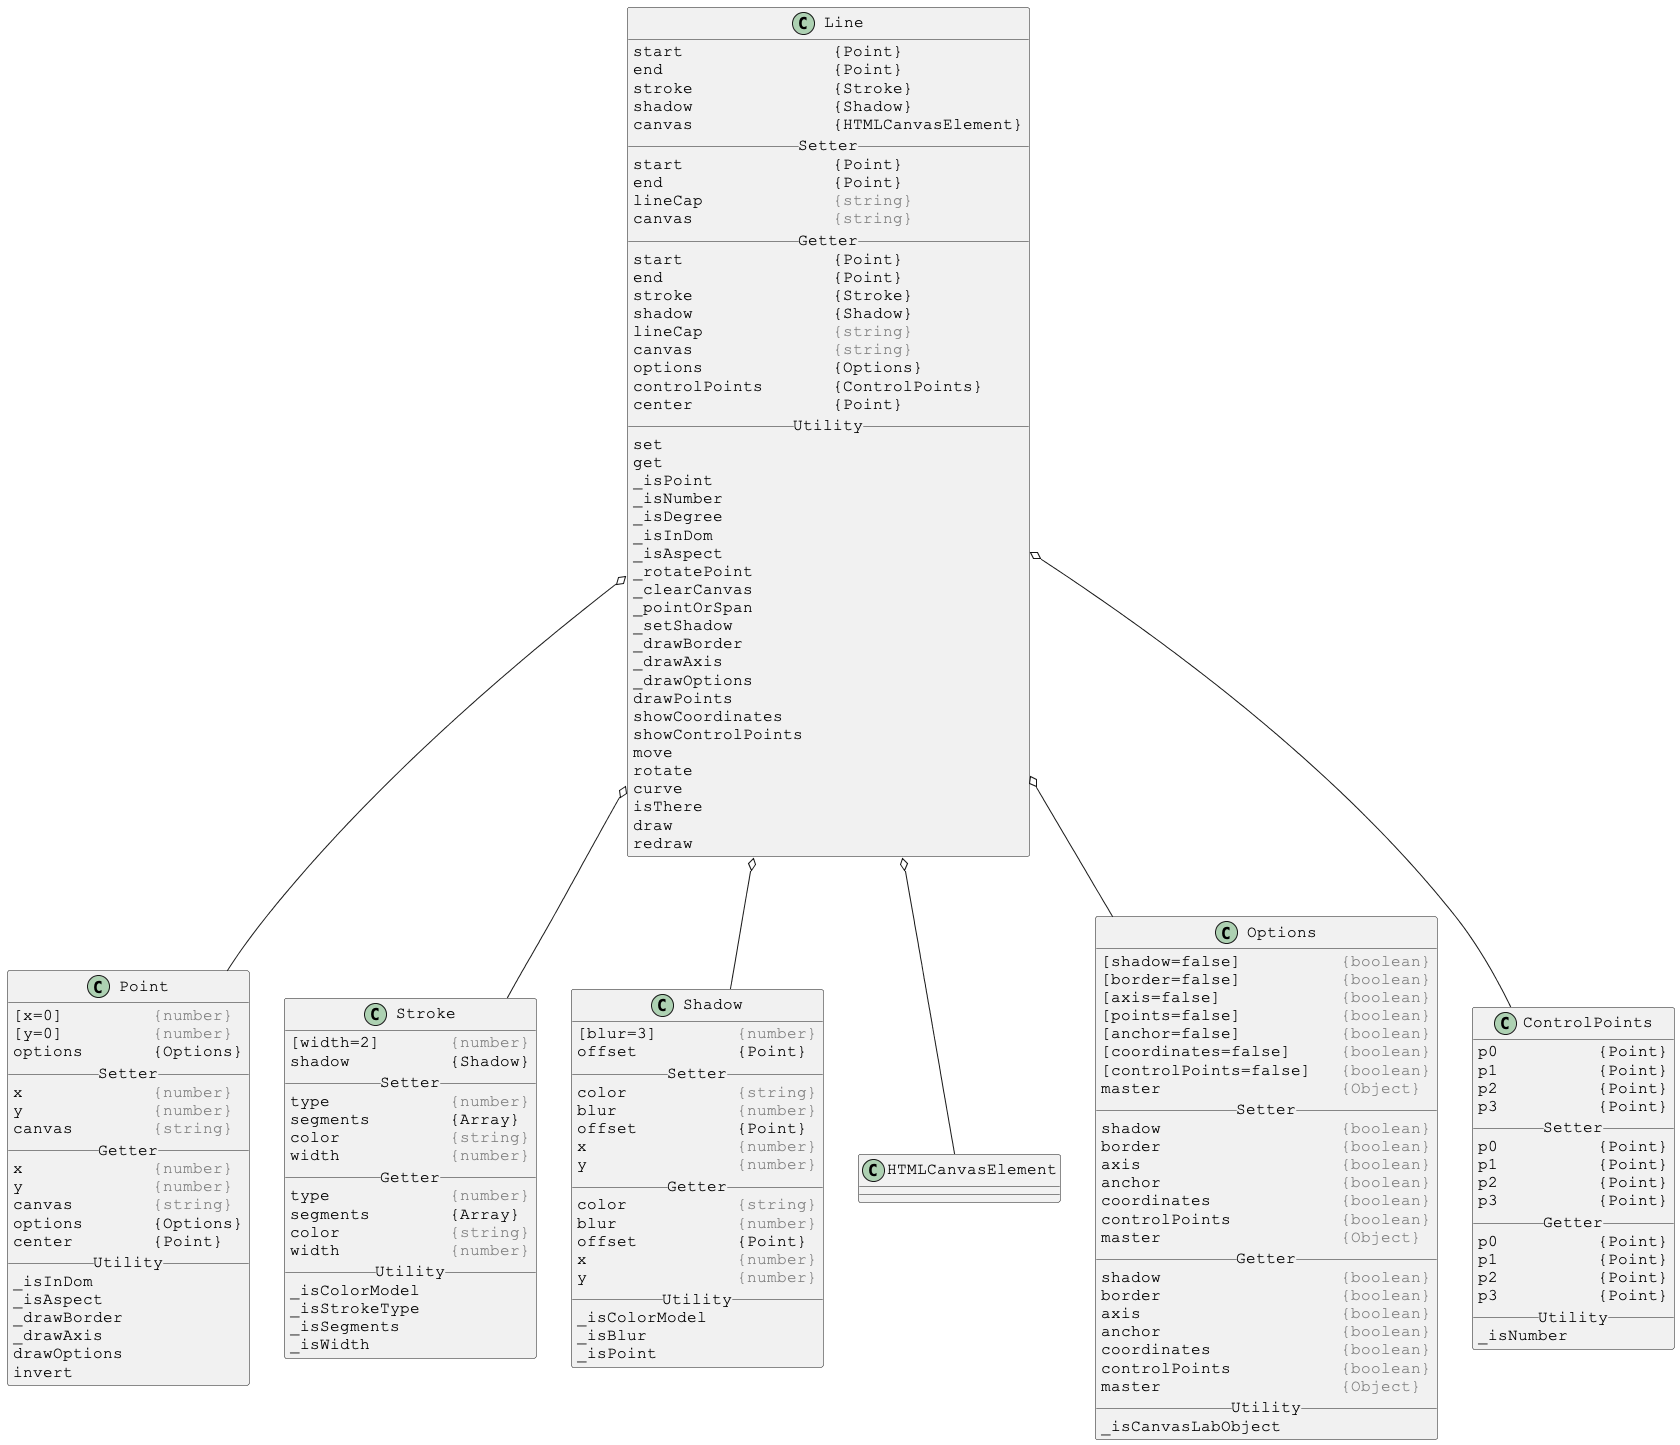 C Line
start {Point}
end {Point}
stroke {Stroke}
shadow {Shadow}
canvas {HTMLCanvasElement}
Setter
start {Point}
end {Point}
lineCap {string}
canvas {string}
Getter
start {Point}
end {Point}
stroke {Stroke}
shadow {Shadow}
lineCap {string}
canvas {string}
options {Options}
controlPoints {ControlPoints}
center {Point}
Utility
set
get
_isPoint
_isNumber
_isDegree
_isInDom
_isAspect
_rotatePoint
_clearCanvas
_pointOrSpan
_setShadow
_drawBorder
_drawAxis
_drawOptions
drawPoints
showCoordinates
showControlPoints
move
rotate
curve
isThere
draw
redraw
C Point
[x=0] {number}
[y=0] {number}
options {Options}
Setter
x {number}
y {number}
canvas {string}
Getter
x {number}
y {number}
canvas {string}
options {Options}
center {Point}
Utility
_isInDom
_isAspect
_drawBorder
_drawAxis
drawOptions
invert
C Stroke
[width=2] {number}
shadow {Shadow}
Setter
type {number}
segments {Array}
color {string}
width {number}
Getter
type {number}
segments {Array}
color {string}
width {number}
Utility
_isColorModel
_isStrokeType
_isSegments
_isWidth
C Shadow
[blur=3] {number}
offset {Point}
Setter
color {string}
blur {number}
offset {Point}
x {number}
y {number}
Getter
color {string}
blur {number}
offset {Point}
x {number}
y {number}
Utility
_isColorModel
_isBlur
_isPoint
C HTMLCanvasElement
C Options
[shadow=false] {boolean}
[border=false] {boolean}
[axis=false] {boolean}
[points=false] {boolean}
[anchor=false] {boolean}
[coordinates=false] {boolean}
[controlPoints=false] {boolean}
master {Object}
Setter
shadow {boolean}
border {boolean}
axis {boolean}
anchor {boolean}
coordinates {boolean}
controlPoints {boolean}
master {Object}
Getter
shadow {boolean}
border {boolean}
axis {boolean}
anchor {boolean}
coordinates {boolean}
controlPoints {boolean}
master {Object}
Utility
_isCanvasLabObject
C ControlPoints
p0 {Point}
p1 {Point}
p2 {Point}
p3 {Point}
Setter
p0 {Point}
p1 {Point}
p2 {Point}
p3 {Point}
Getter
p0 {Point}
p1 {Point}
p2 {Point}
p3 {Point}
Utility
_isNumber